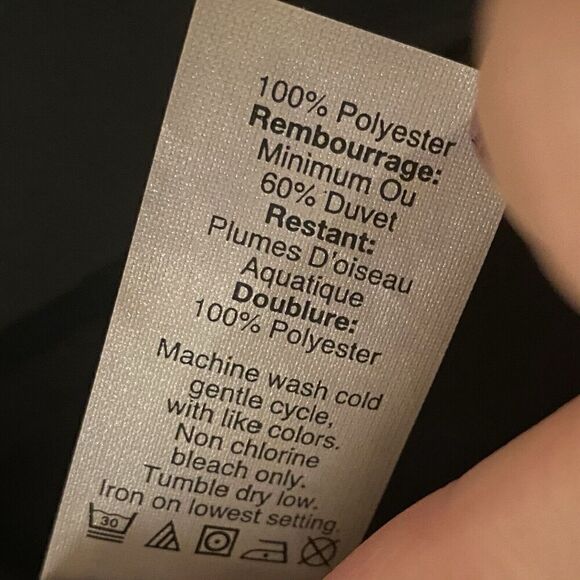 100% Polyester
Rembourrage:
Minimum Ou
60% Duvet
Restant:
Plumes D'oiseau
Aquatique
Doublure:
100% Polyester
Machine wash cold
gentle cycle,
with like colors.
Non chlorine
bleach only.
Tumble dry low.
Iron on lowest setting.
30